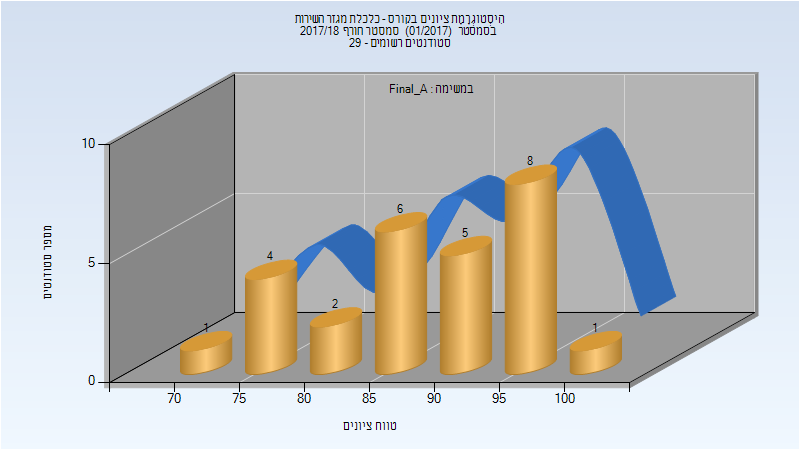 היסטוגרמת ציונים בקורס - כלכלת מגזר השירות
בסמסטר (01/2017) סמסטר חורף 2017/18
סטודנטים רשומים - 29
במשימה : Final_A
מספר סטודנטים
10
5
0
1
4
2
6
5
8
1
70 75 80 85 90 95 100
טווח ציונים